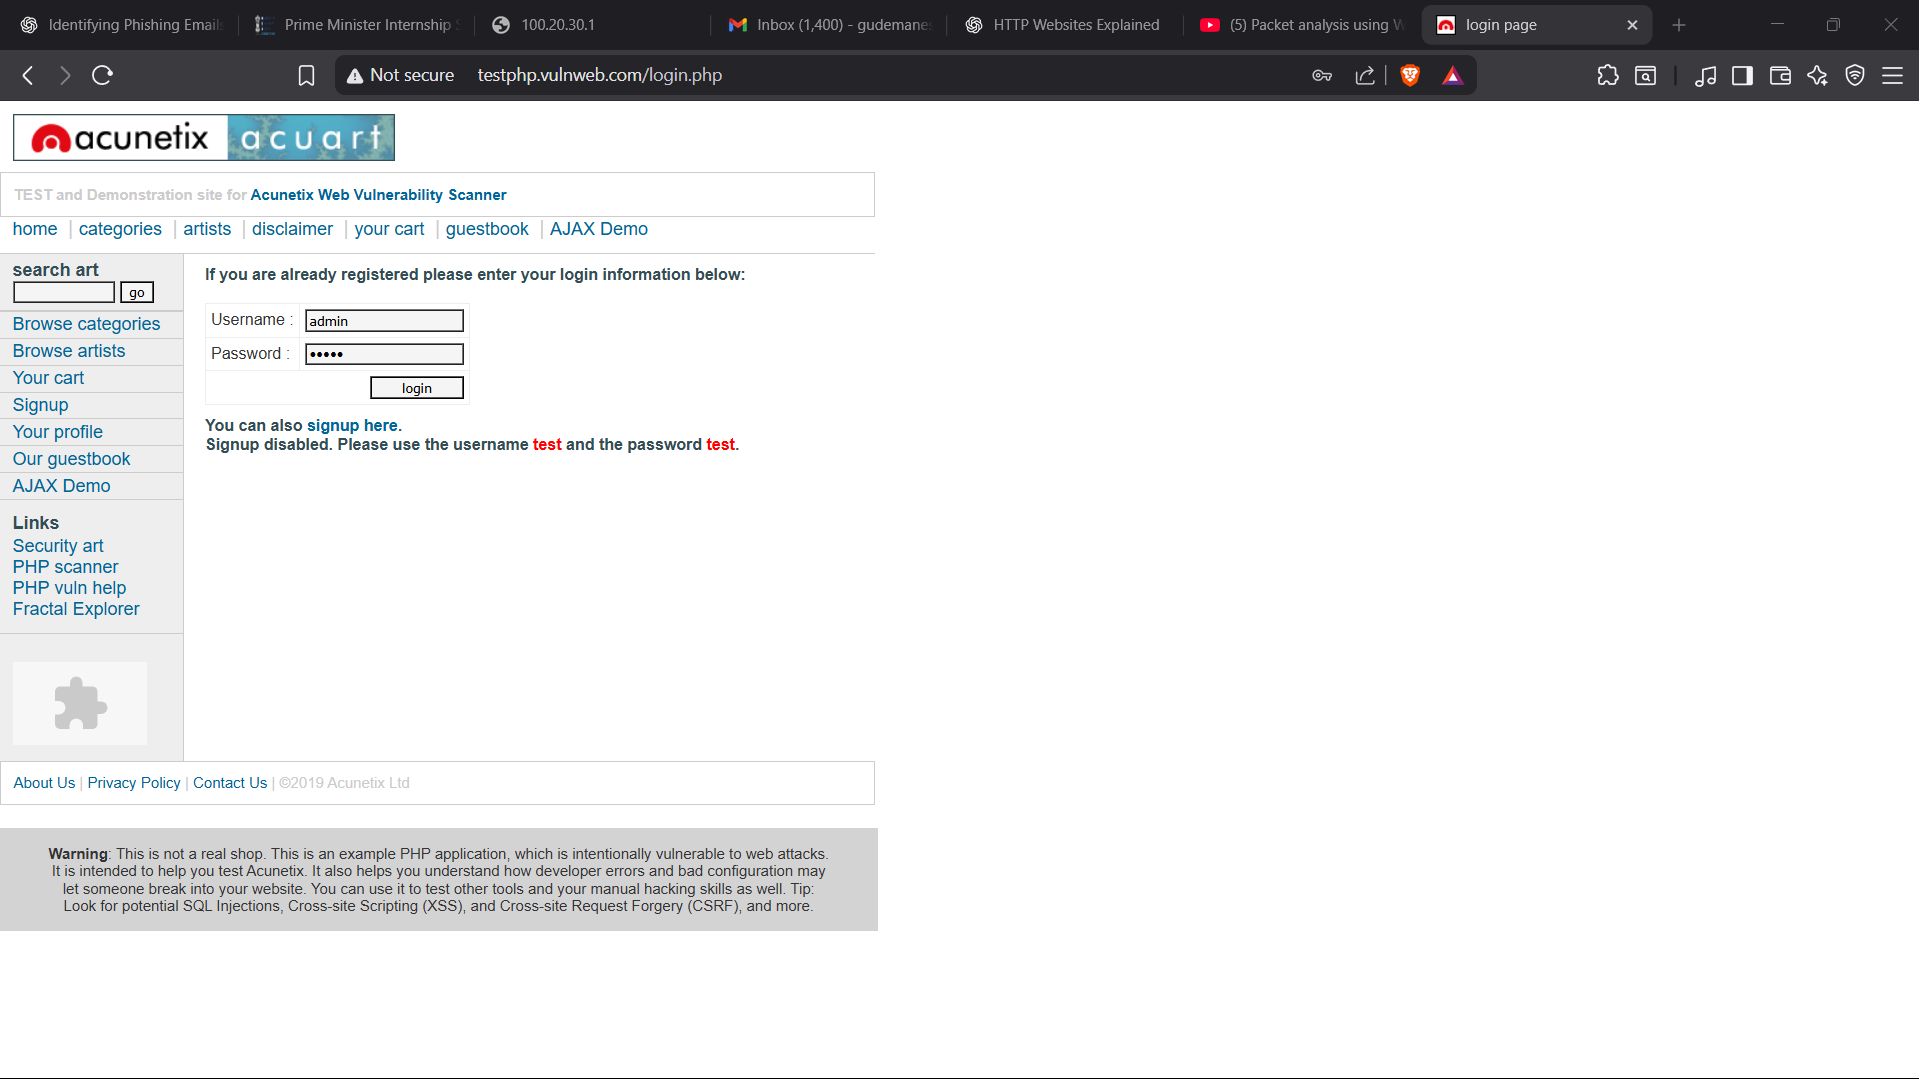 Identifying Phishing Emails
Prime Minister Internship S
100.20.30.1
Inbox (1,400) - gudemanes
HTTP Websites Explained
(5) Packet analysis using W
login page
Not secure testphp.vulnweb.com/login.php
acunetix acuart
TEST and Demonstration site for Acunetix Web Vulnerability Scanner
home | categories | artists | disclaimer | your cart | guestbook | AJAX Demo
search art
go
Browse categories
Browse artists
Your cart
Signup
Your profile
Our guestbook
AJAX Demo
Links
Security art
PHP scanner
PHP vuln help
Fractal Explorer
If you are already registered please enter your login information below:
Username : admin
Password : •••••
login
You can also signup here.
Signup disabled. Please use the username test and the password test.
About Us | Privacy Policy | Contact Us | ©2019 Acunetix Ltd
Warning: This is not a real shop. This is an example PHP application, which is intentionally vulnerable to web attacks.
It is intended to help you test Acunetix. It also helps you understand how developer errors and bad configuration may
let someone break into your website. You can use it to test other tools and your manual hacking skills as well. Tip:
Look for potential SQL Injections, Cross-site Scripting (XSS), and Cross-site Request Forgery (CSRF), and more.